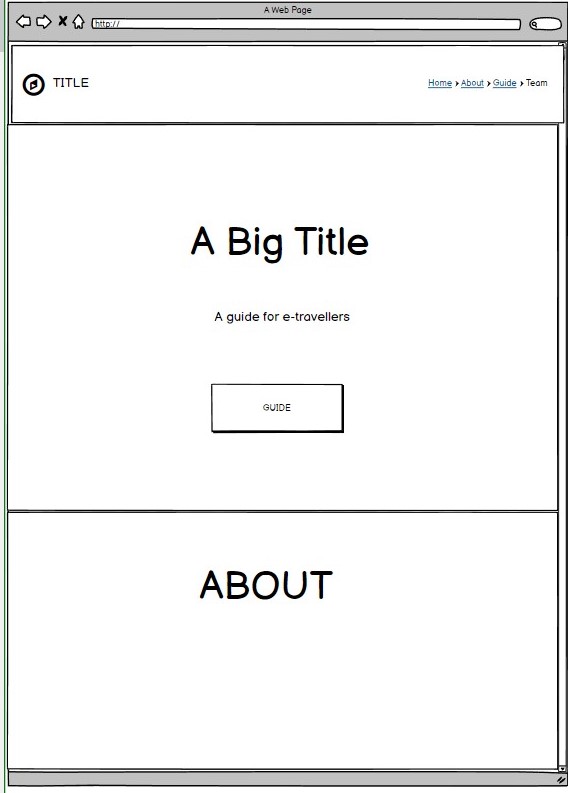 A Web Page
http://
TITLE
Home > About > Guide > Team
A Big Title
A guide for e-travellers
GUIDE
ABOUT